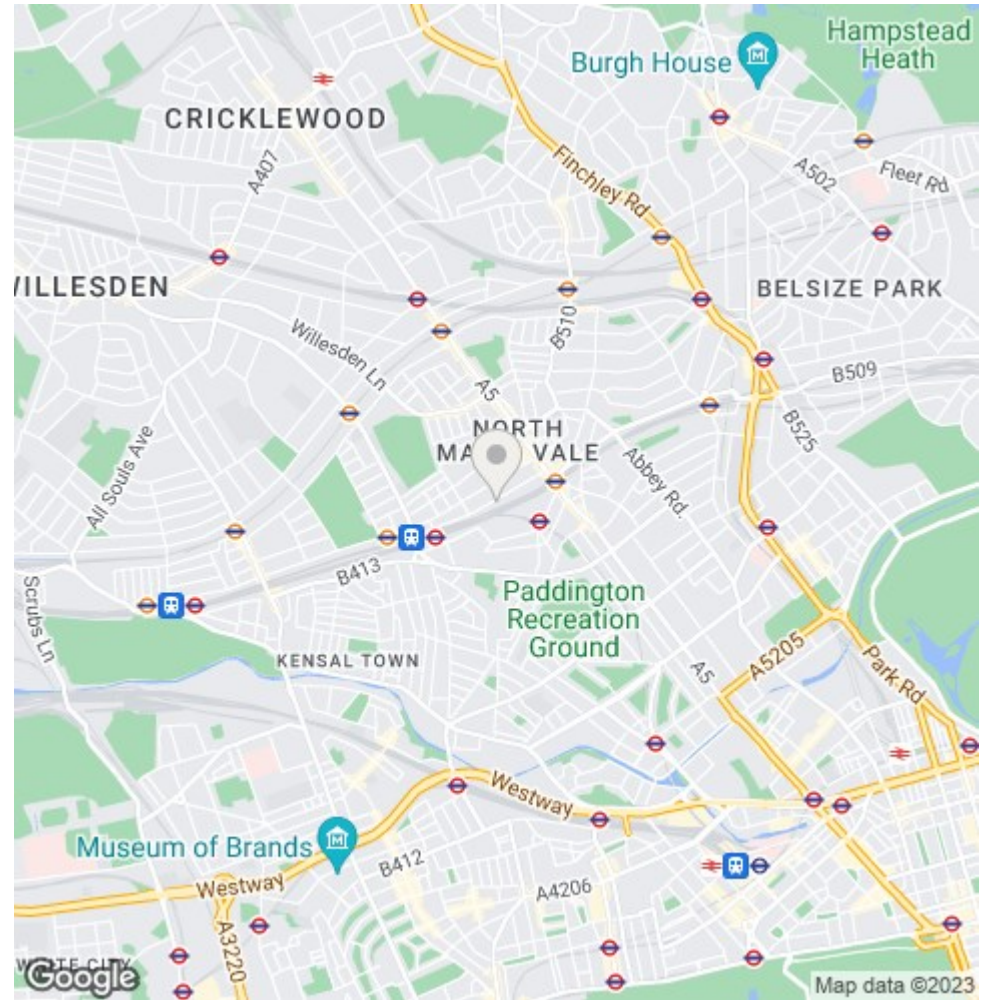 Hampstead
Heath
Burgh House
CRICKLEWOOD
A407
Finchley Rd
A502
Fleet Rd
WILLESDEN
BELSIZE PARK
B510
Willesden Ln
A5
B509
B525
NORTH
VALE
Abbey Rd.
All Souls Ave
B413
Scrubs Ln
Paddington
Recreation
Ground
KENSAL TOWN
A5
A5205
Park Rd
Westway
Museum of Brands
B412
Westway
A4206
A3220
CITY
Google
Map data ©2023